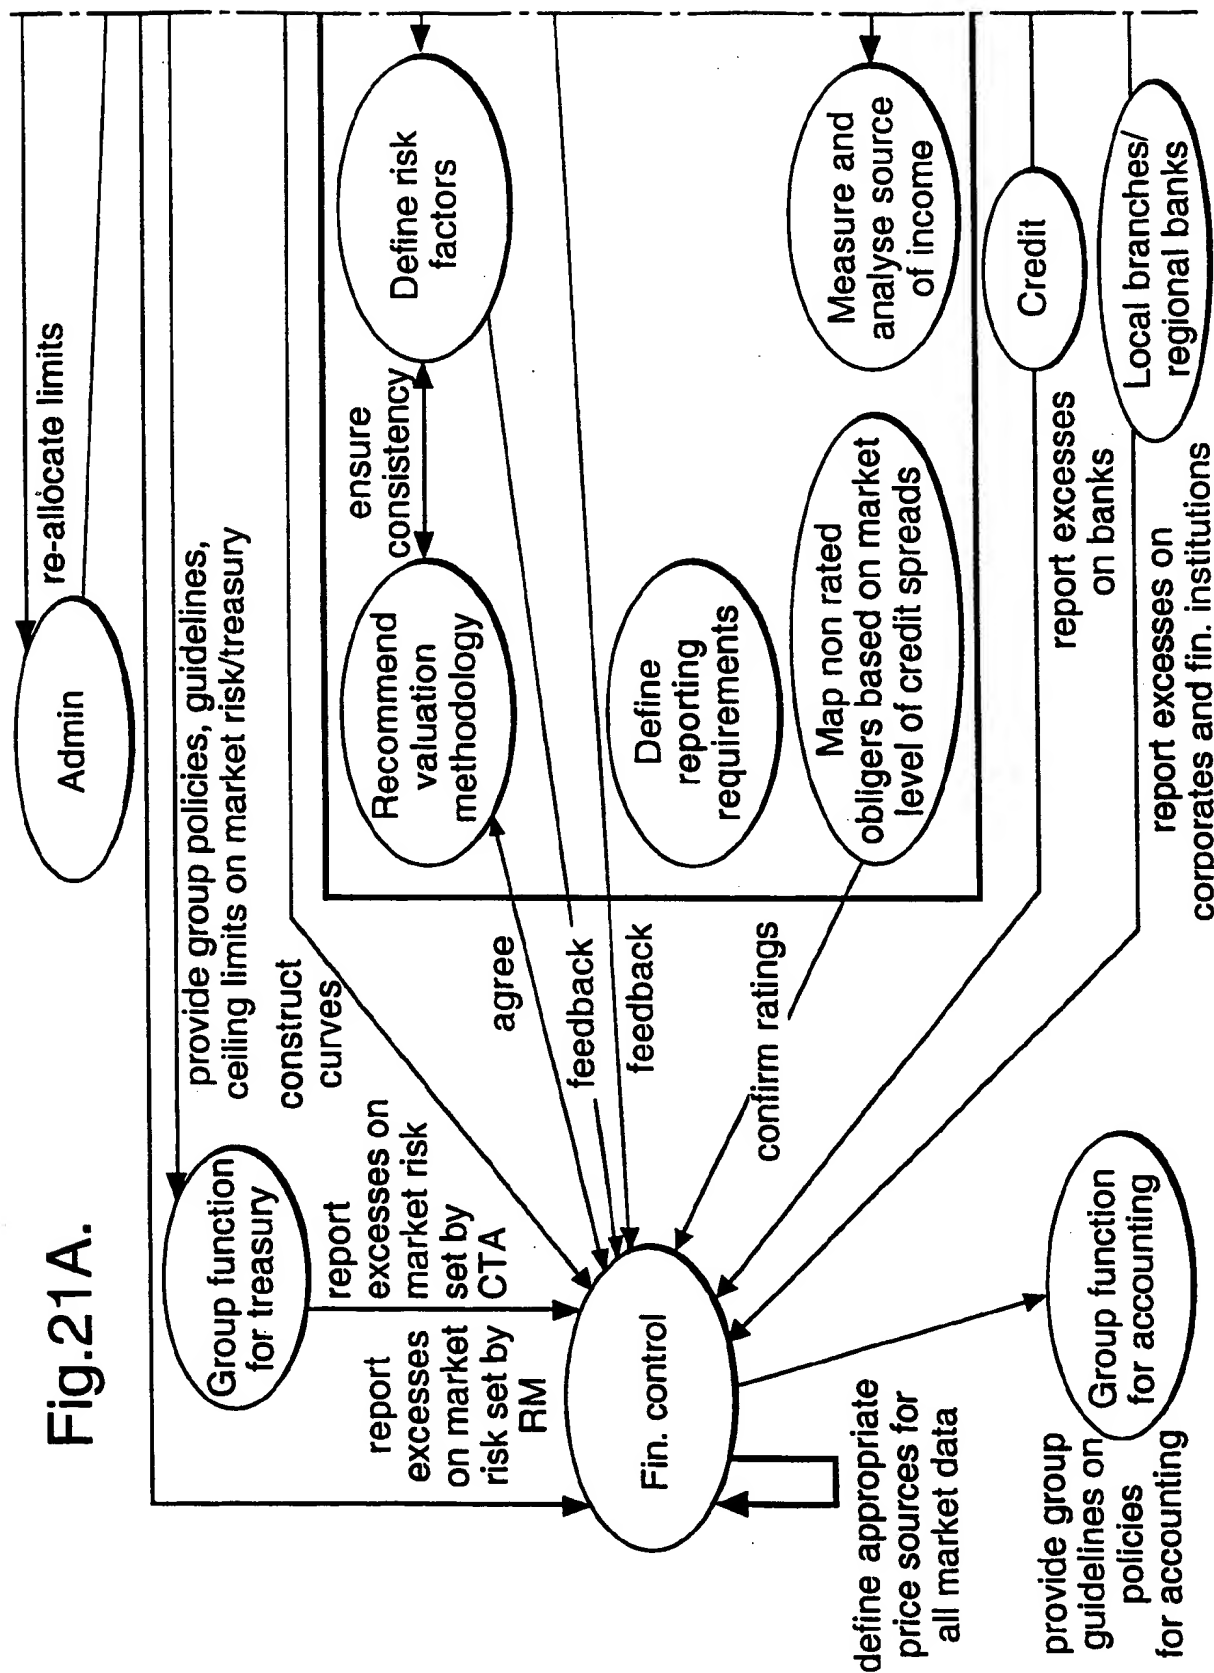 Fig.21A.
Admin
re-allocate limits
provide group policies, guidelines,
ceiling limits on market risk/treasury
Group function
for treasury
construct
curves
report
excesses on
market risk
set by
CTA
report
excesses
on market
risk set by
RM
Fin. control
define appropriate
price sources for
all market data
provide group
guidelines on
policies
for accounting
Group function
for accounting
agree
feedback
feedback
confirm ratings
Recommend
valuation
methodology
ensure
consistency
Define risk
factors
Define
reporting
requirements
Map non rated
obligers based on market
level of credit spreads
Measure and
analyse source
of income
Credit
report excesses
on banks
Local branches/
regional banks
report excesses on
corporates and fin. institutions